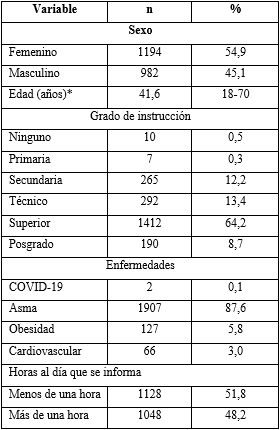 Variable n %
Sexo
Femenino 1194 54,9
Masculino 982 45,1
Edad (años)* 41,6 18-70
Grado de instrucción
Ninguno 10 0,5
Primaria 7 0,3
Secundaria 265 12,2
Técnico 292 13,4
Superior 1412 64,2
Posgrado 190 8,7
Enfermedades
COVID-19 2 0,1
Asma 1907 87,6
Obesidad 127 5,8
Cardiovascular 66 3,0
Horas al día que se informa
Menos de una hora 1128 51,8
Más de una hora 1048 48,2